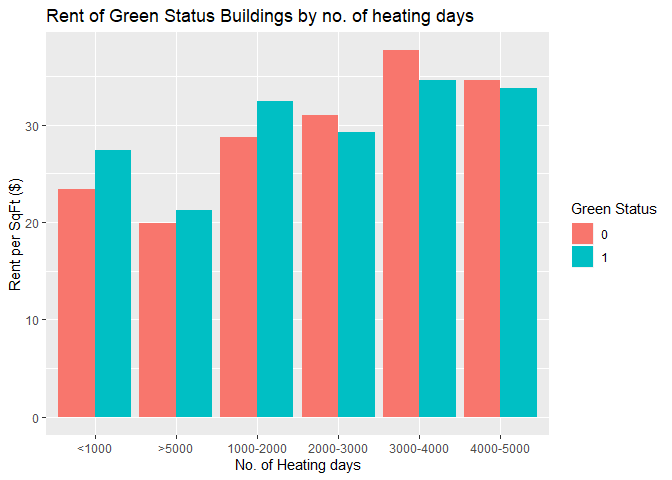 Rent of Green Status Buildings by no. of heating days
Rent per SqFt ($)
30
20
10
0
<1000 >5000 1000-2000 2000-3000 3000-4000 4000-5000
No. of Heating days
Green Status
0
1